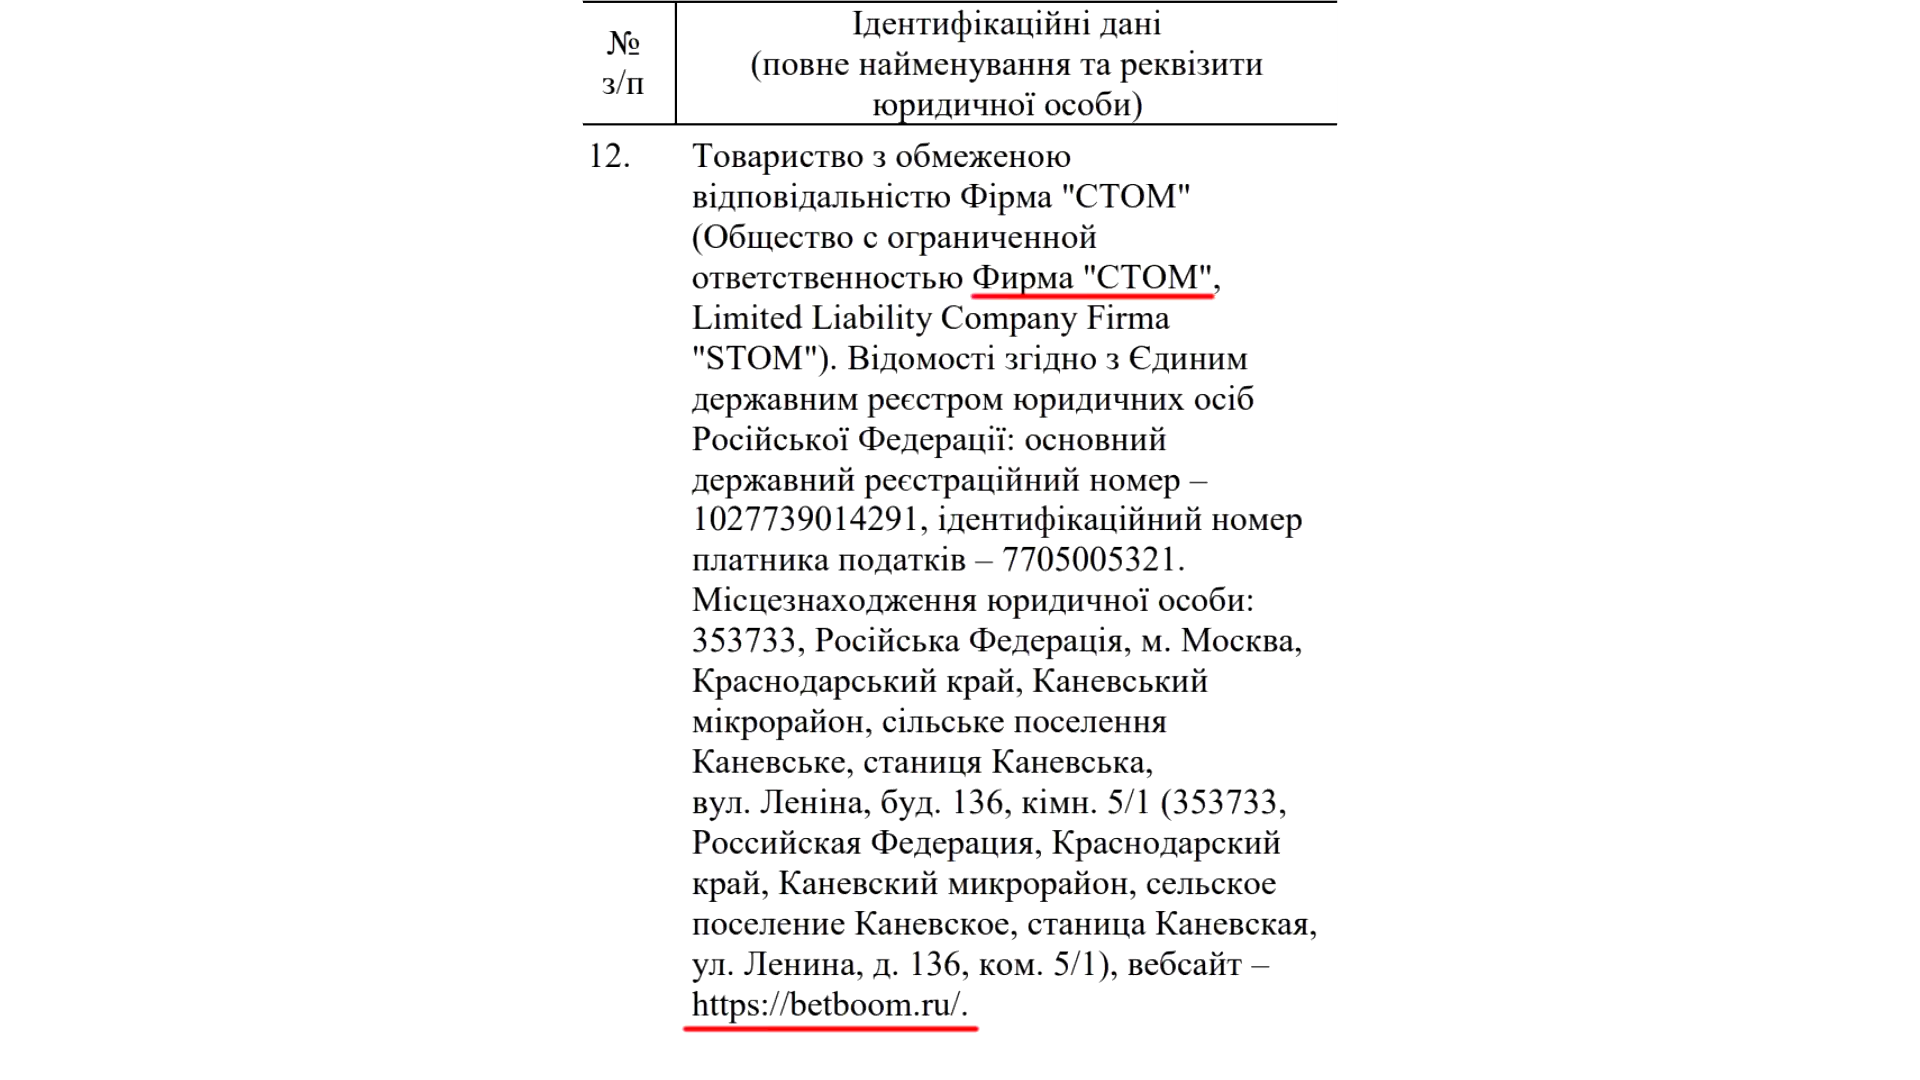 №
з/п
Ідентифікаційні дані
(повне найменування та реквізити
юридичної особи)
12.
Товариство з обмеженою
відповідальністю Фірма "СТОМ"
(Общество с ограниченной
ответственностью Фирма "СТОМ",
Limited Liability Company Firma
"STOM"). Відомості згідно з Єдиним
державним реєстром юридичних осіб
Російської Федерації: основний
державний реєстраційний номер –
1027739014291, ідентифікаційний номер
платника податків – 7705005321.
Місцезнаходження юридичної особи:
353733, Російська Федерація, м. Москва,
Краснодарський край, Каневський
мікрорайон, сільське поселення
Каневське, станиця Каневська,
вул. Леніна, буд. 136, кімн. 5/1 (353733,
Российская Федерация, Краснодарский
край, Каневский микрорайон, сельское
поселение Каневское, станица Каневская,
ул. Ленина, д. 136, ком. 5/1), вебсайт –
https://betboom.ru/.